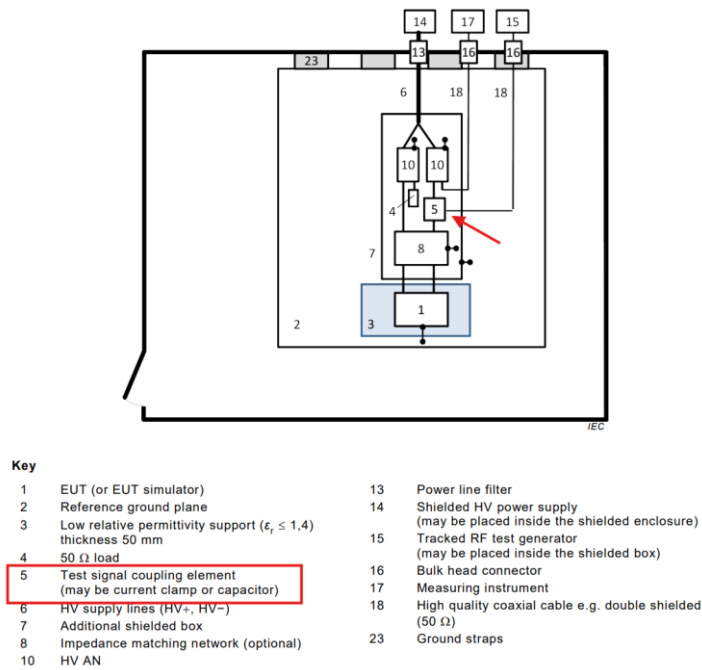 14 17 15
13 16 16
23
6 18 18
10 10
4 5
7 8
1
2 3
IEC
Key
1 EUT (or EUT simulator)
2 Reference ground plane
3 Low relative permittivity support (εr ≤ 1,4)
thickness 50 mm
4 50 Ω load
5 Test signal coupling element
(may be current clamp or capacitor)
6 HV supply lines (HV+, HV−)
7 Additional shielded box
8 Impedance matching network (optional)
10 HV AN
13 Power line filter
14 Shielded HV power supply
(may be placed inside the shielded enclosure)
15 Tracked RF test generator
(may be placed inside the shielded box)
16 Bulk head connector
17 Measuring instrument
18 High quality coaxial cable e.g. double shielded
(50 Ω)
23 Ground straps